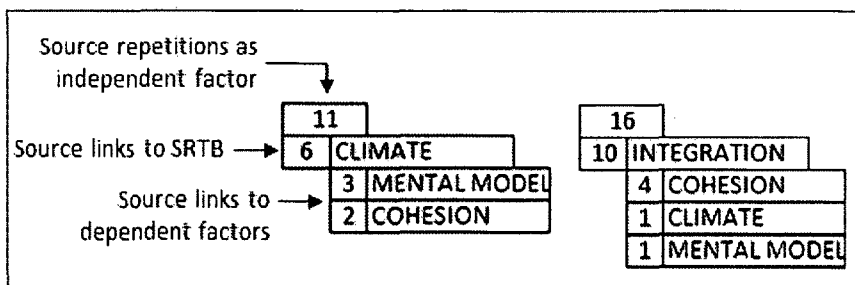 Source repetitions as
independent factor
11
16
Source links to SRTB
6 CLIMATE
10 INTEGRATION
3 MENTAL MODEL
4 COHESION
Source links to
dependent factors
2 COHESION
1 CLIMATE
1 MENTAL MODEL